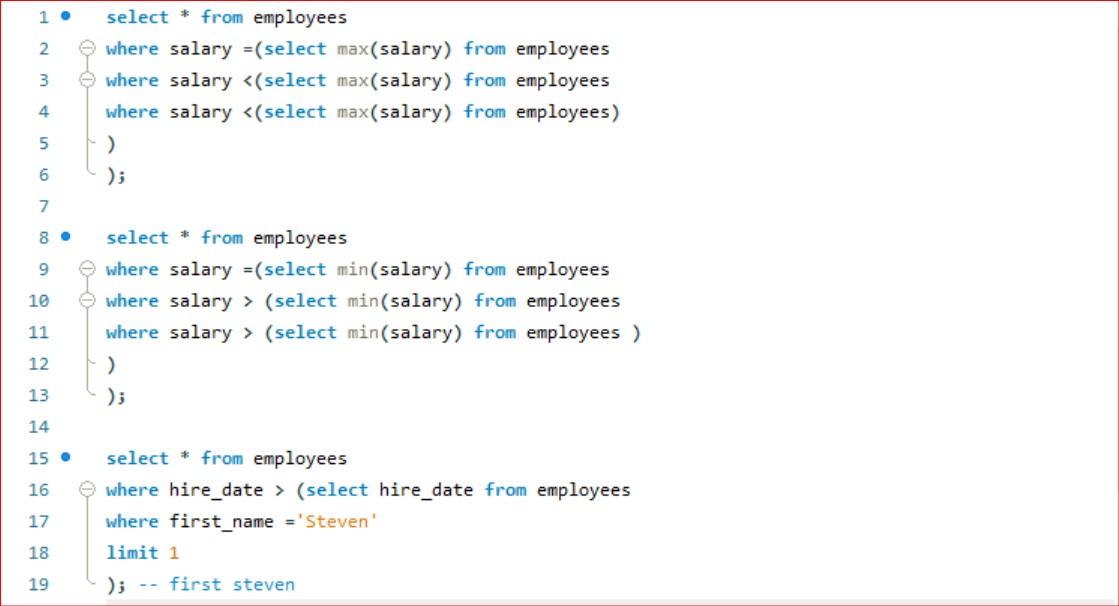 1 select * from employees
2 where salary =(select max(salary) from employees
3 where salary <(select max(salary) from employees
4 where salary <(select max(salary) from employees)
5 )
6 );
7
8 select * from employees
9 where salary =(select min(salary) from employees
10 where salary > (select min(salary) from employees
11 where salary > (select min(salary) from employees )
12 )
13 );
14
15 select * from employees
16 where hire_date > (select hire_date from employees
17 where first_name ='Steven'
18 limit 1
19 ); -- first steven